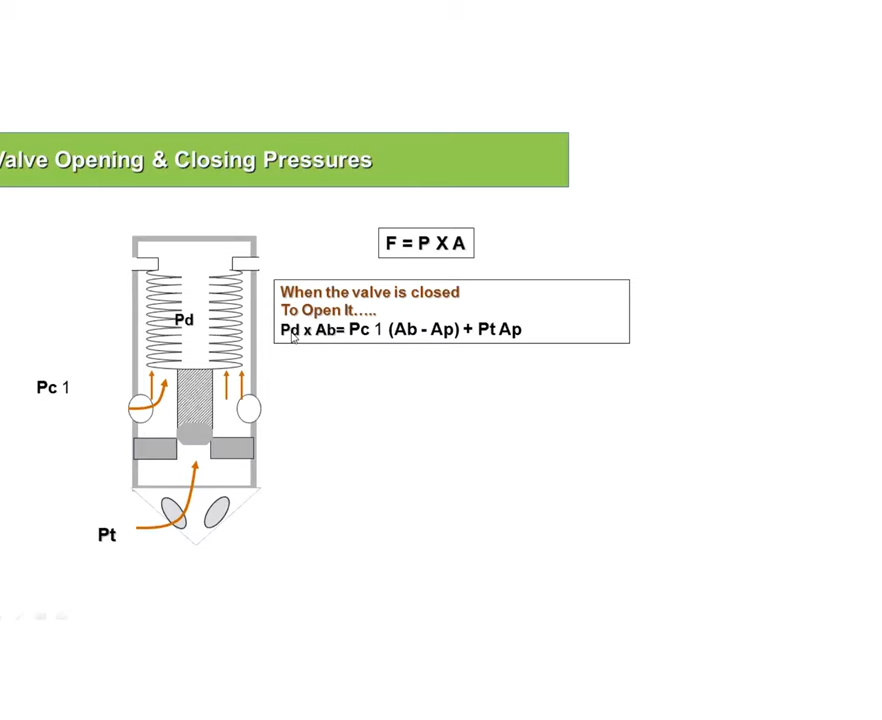 Valve Opening & Closing Pressures
F = P X A
When the valve is closed
To Open It.....
Pd x Ab= Pc 1 (Ab - Ap) + Pt Ap
Pd
Pc 1
Pt